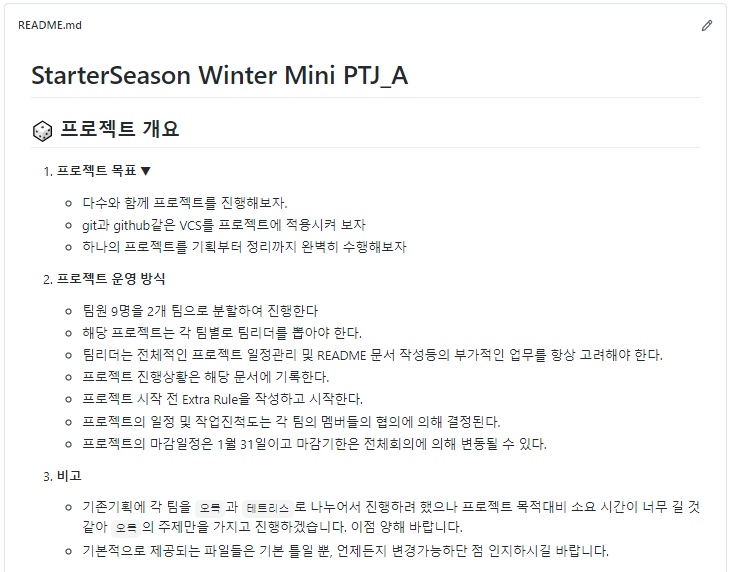 README.md
StarterSeason Winter Mini PTJ_A
프로젝트 개요
1. 프로젝트 목표 ▼
다수와 함께 프로젝트를 진행해보자.
git과 github같은 VCS를 프로젝트에 적용시켜 보자
하나의 프로젝트를 기획부터 정리까지 완벽히 수행해보자
2. 프로젝트 운영 방식
팀원 9명을 2개 팀으로 분할하여 진행한다
해당 프로젝트는 각 팀별로 팀리더를 뽑아야 한다.
팀리더는 전체적인 프로젝트 일정관리 및 README 문서 작성등의 부가적인 업무를 항상 고려해야 한다.
프로젝트 진행상황은 해당 문서에 기록한다.
프로젝트 시작 전 Extra Rule을 작성하고 시작한다.
프로젝트의 일정 및 작업진척도는 각 팀의 멤버들의 협의에 의해 결정된다.
프로젝트의 마감일정은 1월 31일이고 마감기한은 전체회의에 의해 변동될 수 있다.
3. 비고
기존기획에 각 팀을 오목 과 테트리스 로 나누어서 진행하려 했으나 프로젝트 목적대비 소요 시간이 너무 길 것
같아 오목 의 주제만을 가지고 진행하겠습니다. 이점 양해 바랍니다.
기본적으로 제공되는 파일들은 기본 틀일 뿐, 언제든지 변경가능하단 점 인지하시길 바랍니다.